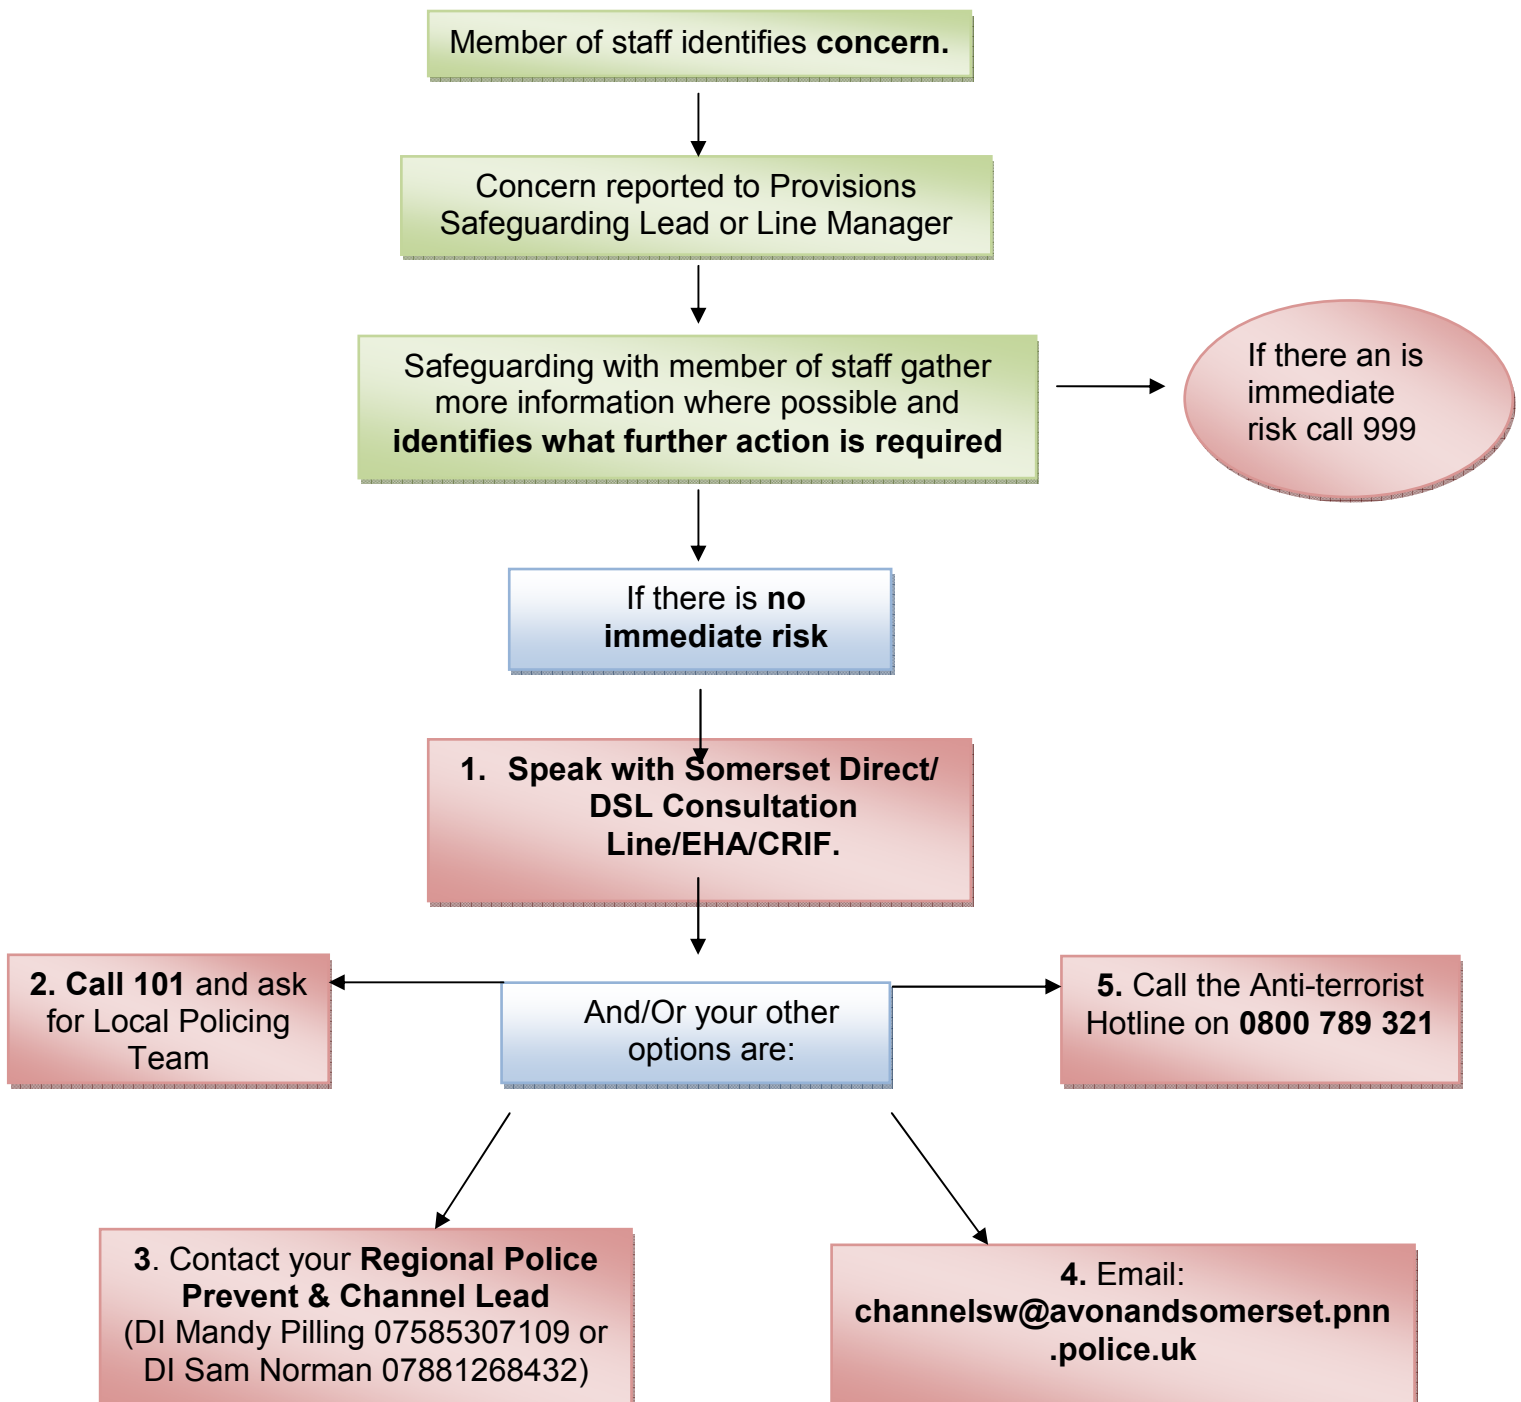 Member of staff identifies concern.
Concern reported to Provisions
Safeguarding Lead or Line Manager
Safeguarding with member of staff gather
more information where possible and
identifies what further action is required
If there an is
immediate
risk call 999
If there is no
immediate risk
1. Speak with Somerset Direct/
DSL Consultation
Line/EHA/CRIF.
2. Call 101 and ask
for Local Policing
Team
And/Or your other
options are:
5. Call the Anti-terrorist
Hotline on 0800 789 321
3. Contact your Regional Police
Prevent & Channel Lead
(DI Mandy Pilling 07585307109 or
DI Sam Norman 07881268432)
4. Email:
channelsw@avonandsomerset.pnn
.police.uk